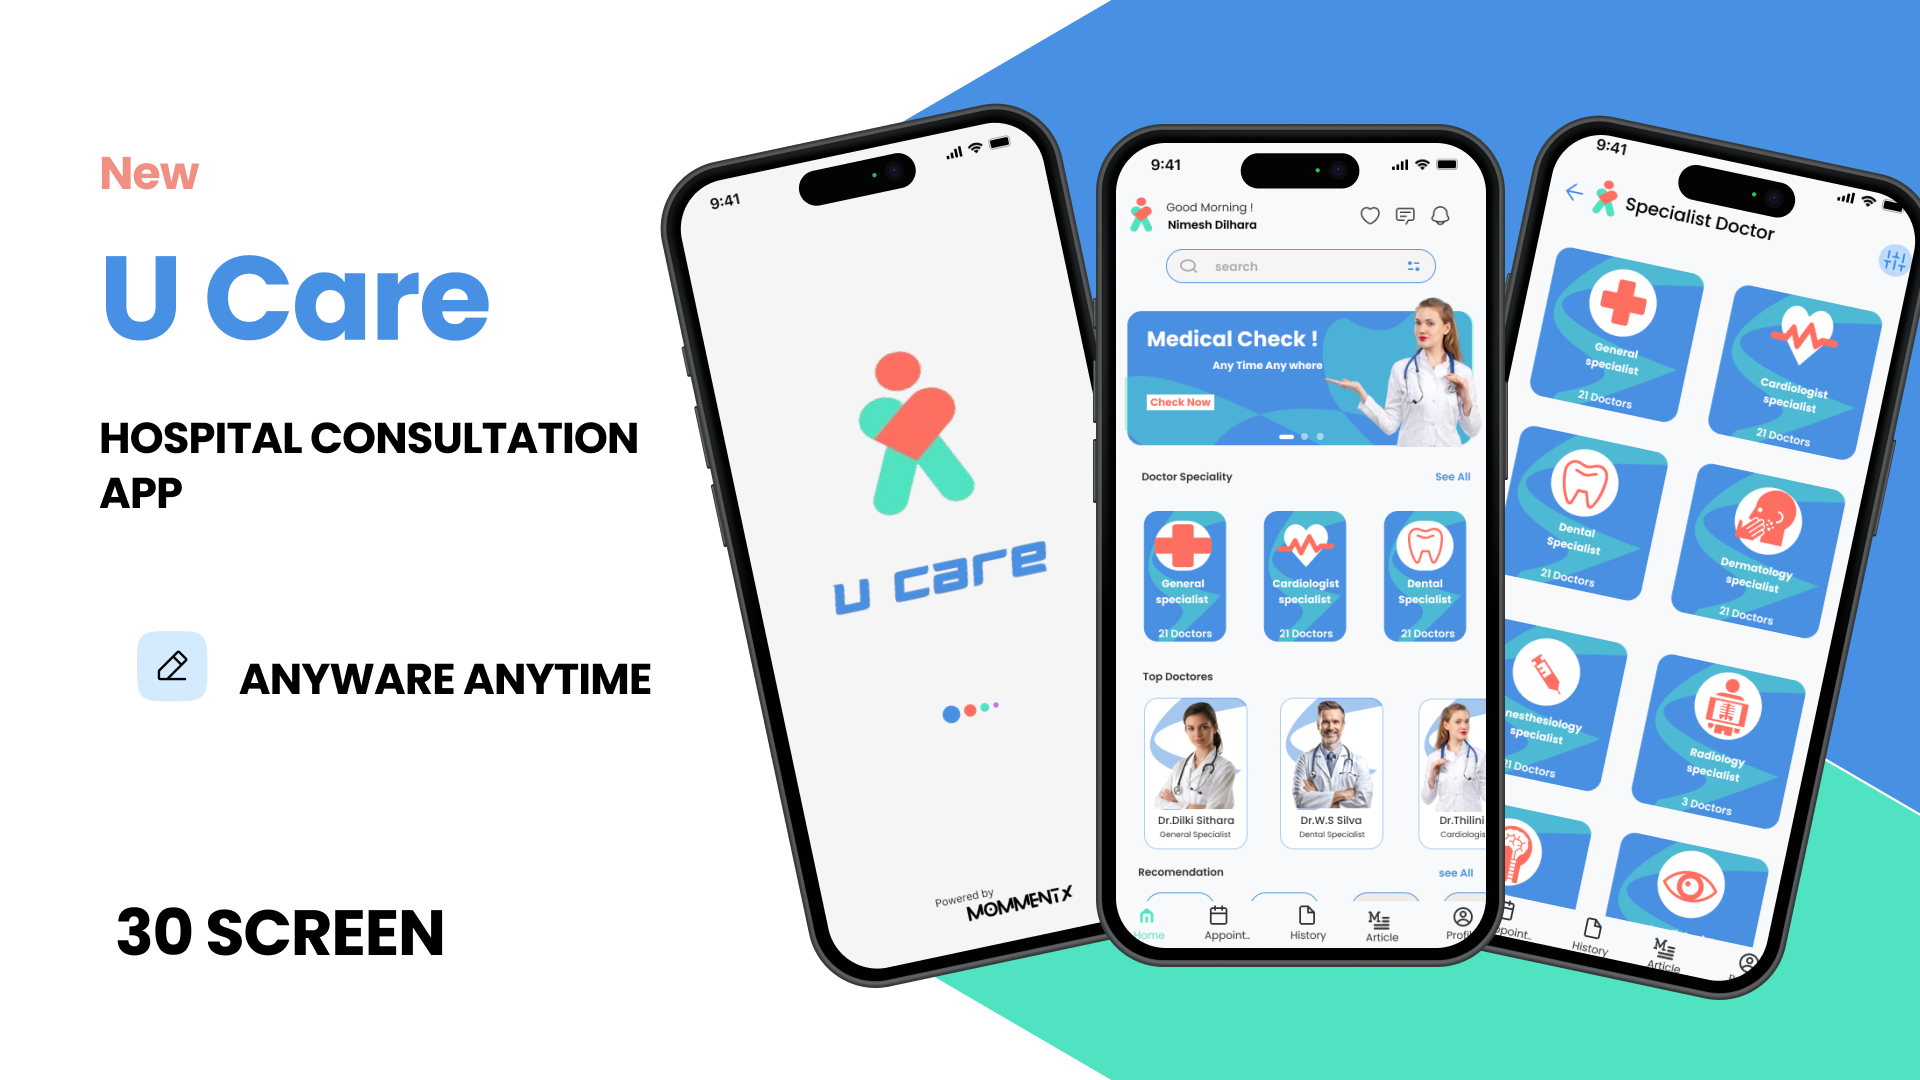 New
U Care
HOSPITAL CONSULTATION
APP
ANYWARE ANYTIME
30 SCREEN
9:41
u care
Powered by
MOMMENTX
9:41
Good Morning !
Nimesh Dilhara
search
Medical Check !
Any Time Any where
Check Now
Doctor Speciality
See All
General
specialist
21 Doctors
Cardiologist
specialist
21 Doctors
Dental
Specialist
21 Doctors
Top Doctores
Dr.Dilki Sithara
General Specialist
Dr.W.S Silva
Dental Specialist
Dr.Thilini
Cardiologis
Recomendation
see All
Home
Appoint..
History
Article
Profil
9:41
Specialist Doctor
General
specialist
21 Doctors
Cardiologist
specialist
21 Doctors
Dental
Specialist
21 Doctors
Dermatology
specialist
21 Doctors
nesthesiology
specialist
21 Doctors
Radiology
specialist
3 Doctors
point..
History
Article